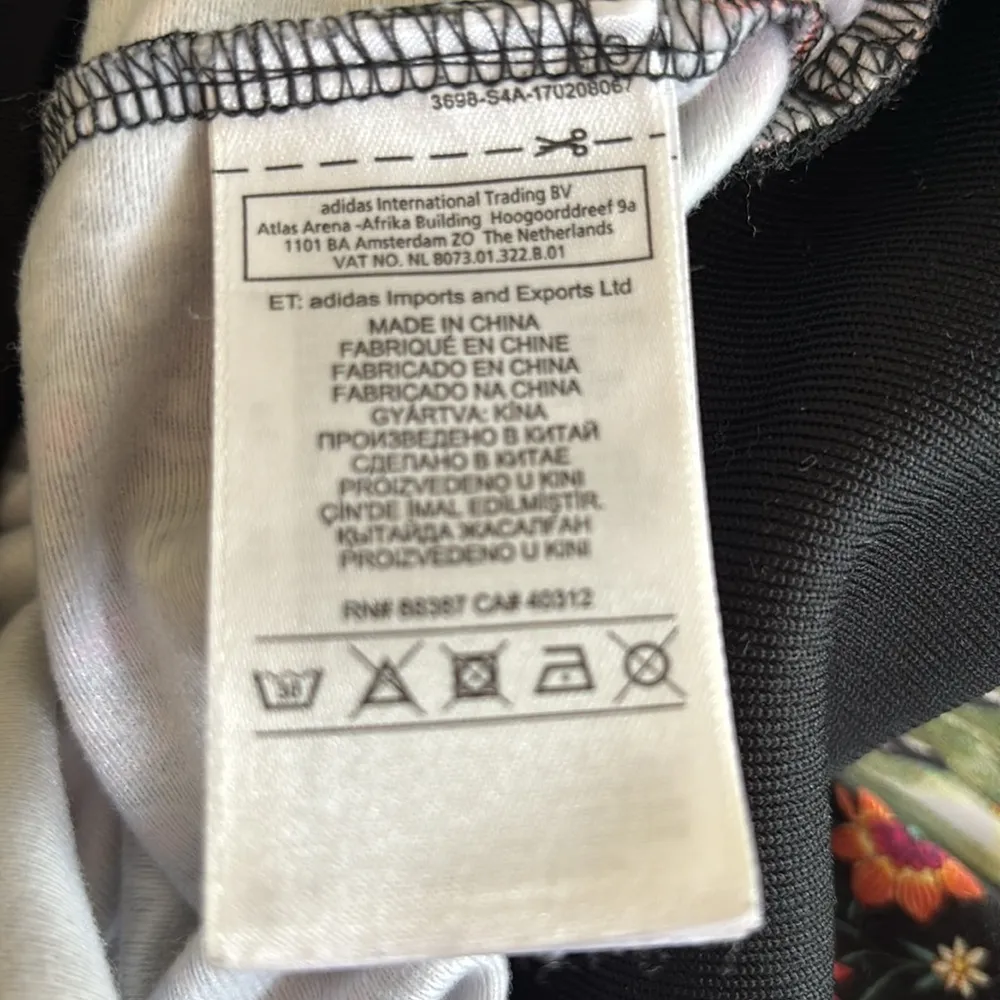 3698-S4A-170208067
adidas International Trading BV
Atlas Arena -Afrika Building Hoogoorddreef 9a
1101 BA Amsterdam ZO The Netherlands
VAT NO. NL 8073.01.322.B.01
ET: adidas Imports and Exports Ltd
MADE IN CHINA
FABRIQUÉ EN CHINE
FABRICADO EN CHINA
FABRICADO NA CHINA
GYÁRTVA: KÍNA
ПРОИЗВЕДЕНО В КИТАЙ
СДЕЛАНО В КИТАЕ
PROIZVEDENO U KINI
ÇİN'DE İMAL EDİLMİŞTİR.
ҚЫТАЙДА ЖАСАЛҒАН
PROIZVEDENO U KINI
RN# 88387 CA# 40312
30